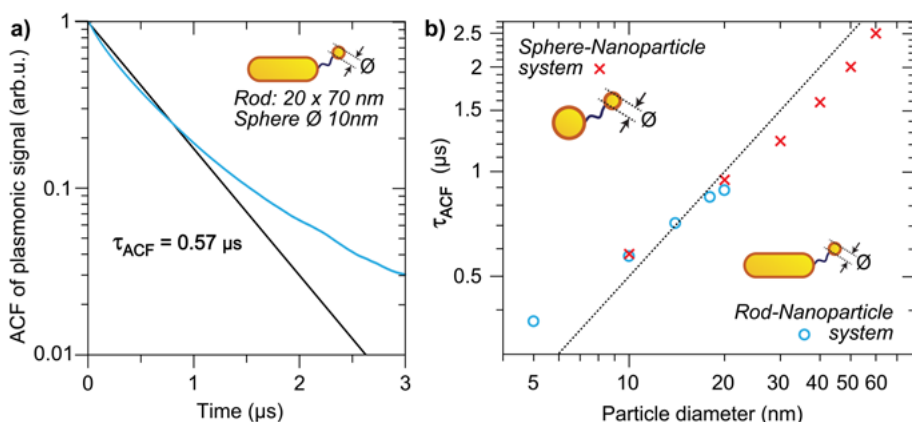 a)
ACF of plasmonic signal (arb.u.)
1
0.1
0.01
0
1
2
3
Time (µs)
Ø
Rod: 20 x 70 nm
Sphere Ø 10nm
τACF = 0.57 µs
b)
τACF (µs)
2.5
2
1.5
1
0.5
5
10
20
30
40
50
60
Particle diameter (nm)
Sphere-Nanoparticle
system
Ø
Ø
Rod-Nanoparticle
system